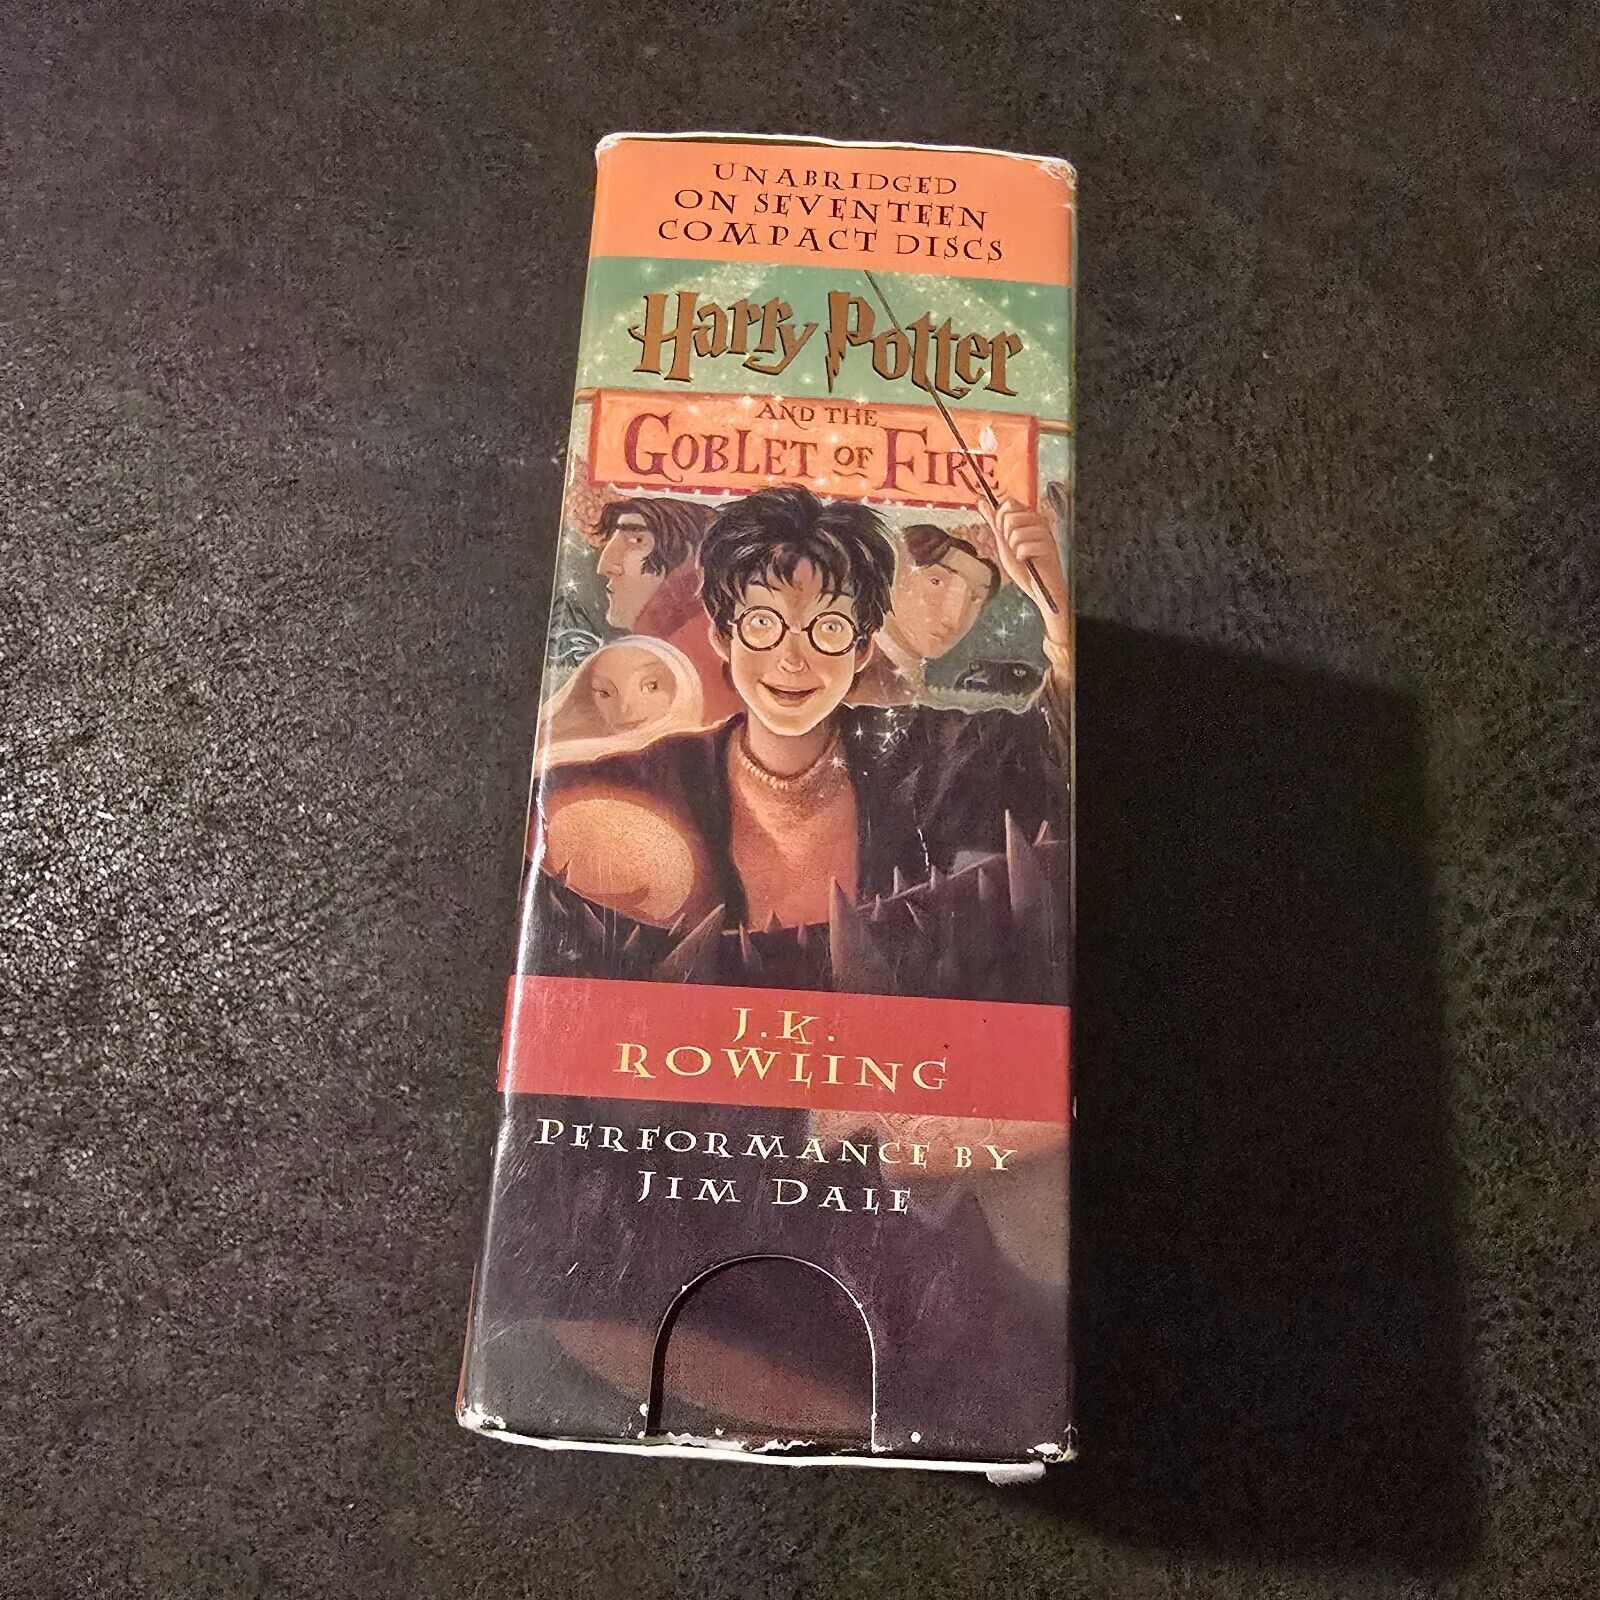 UNABRIDGED
ON SEVENTEEN
COMPACT DISCS
Harry Potter
AND THE
GOBLET OF FIRE
J.K.
ROWLING
PERFORMANCE BY
JIM DALE